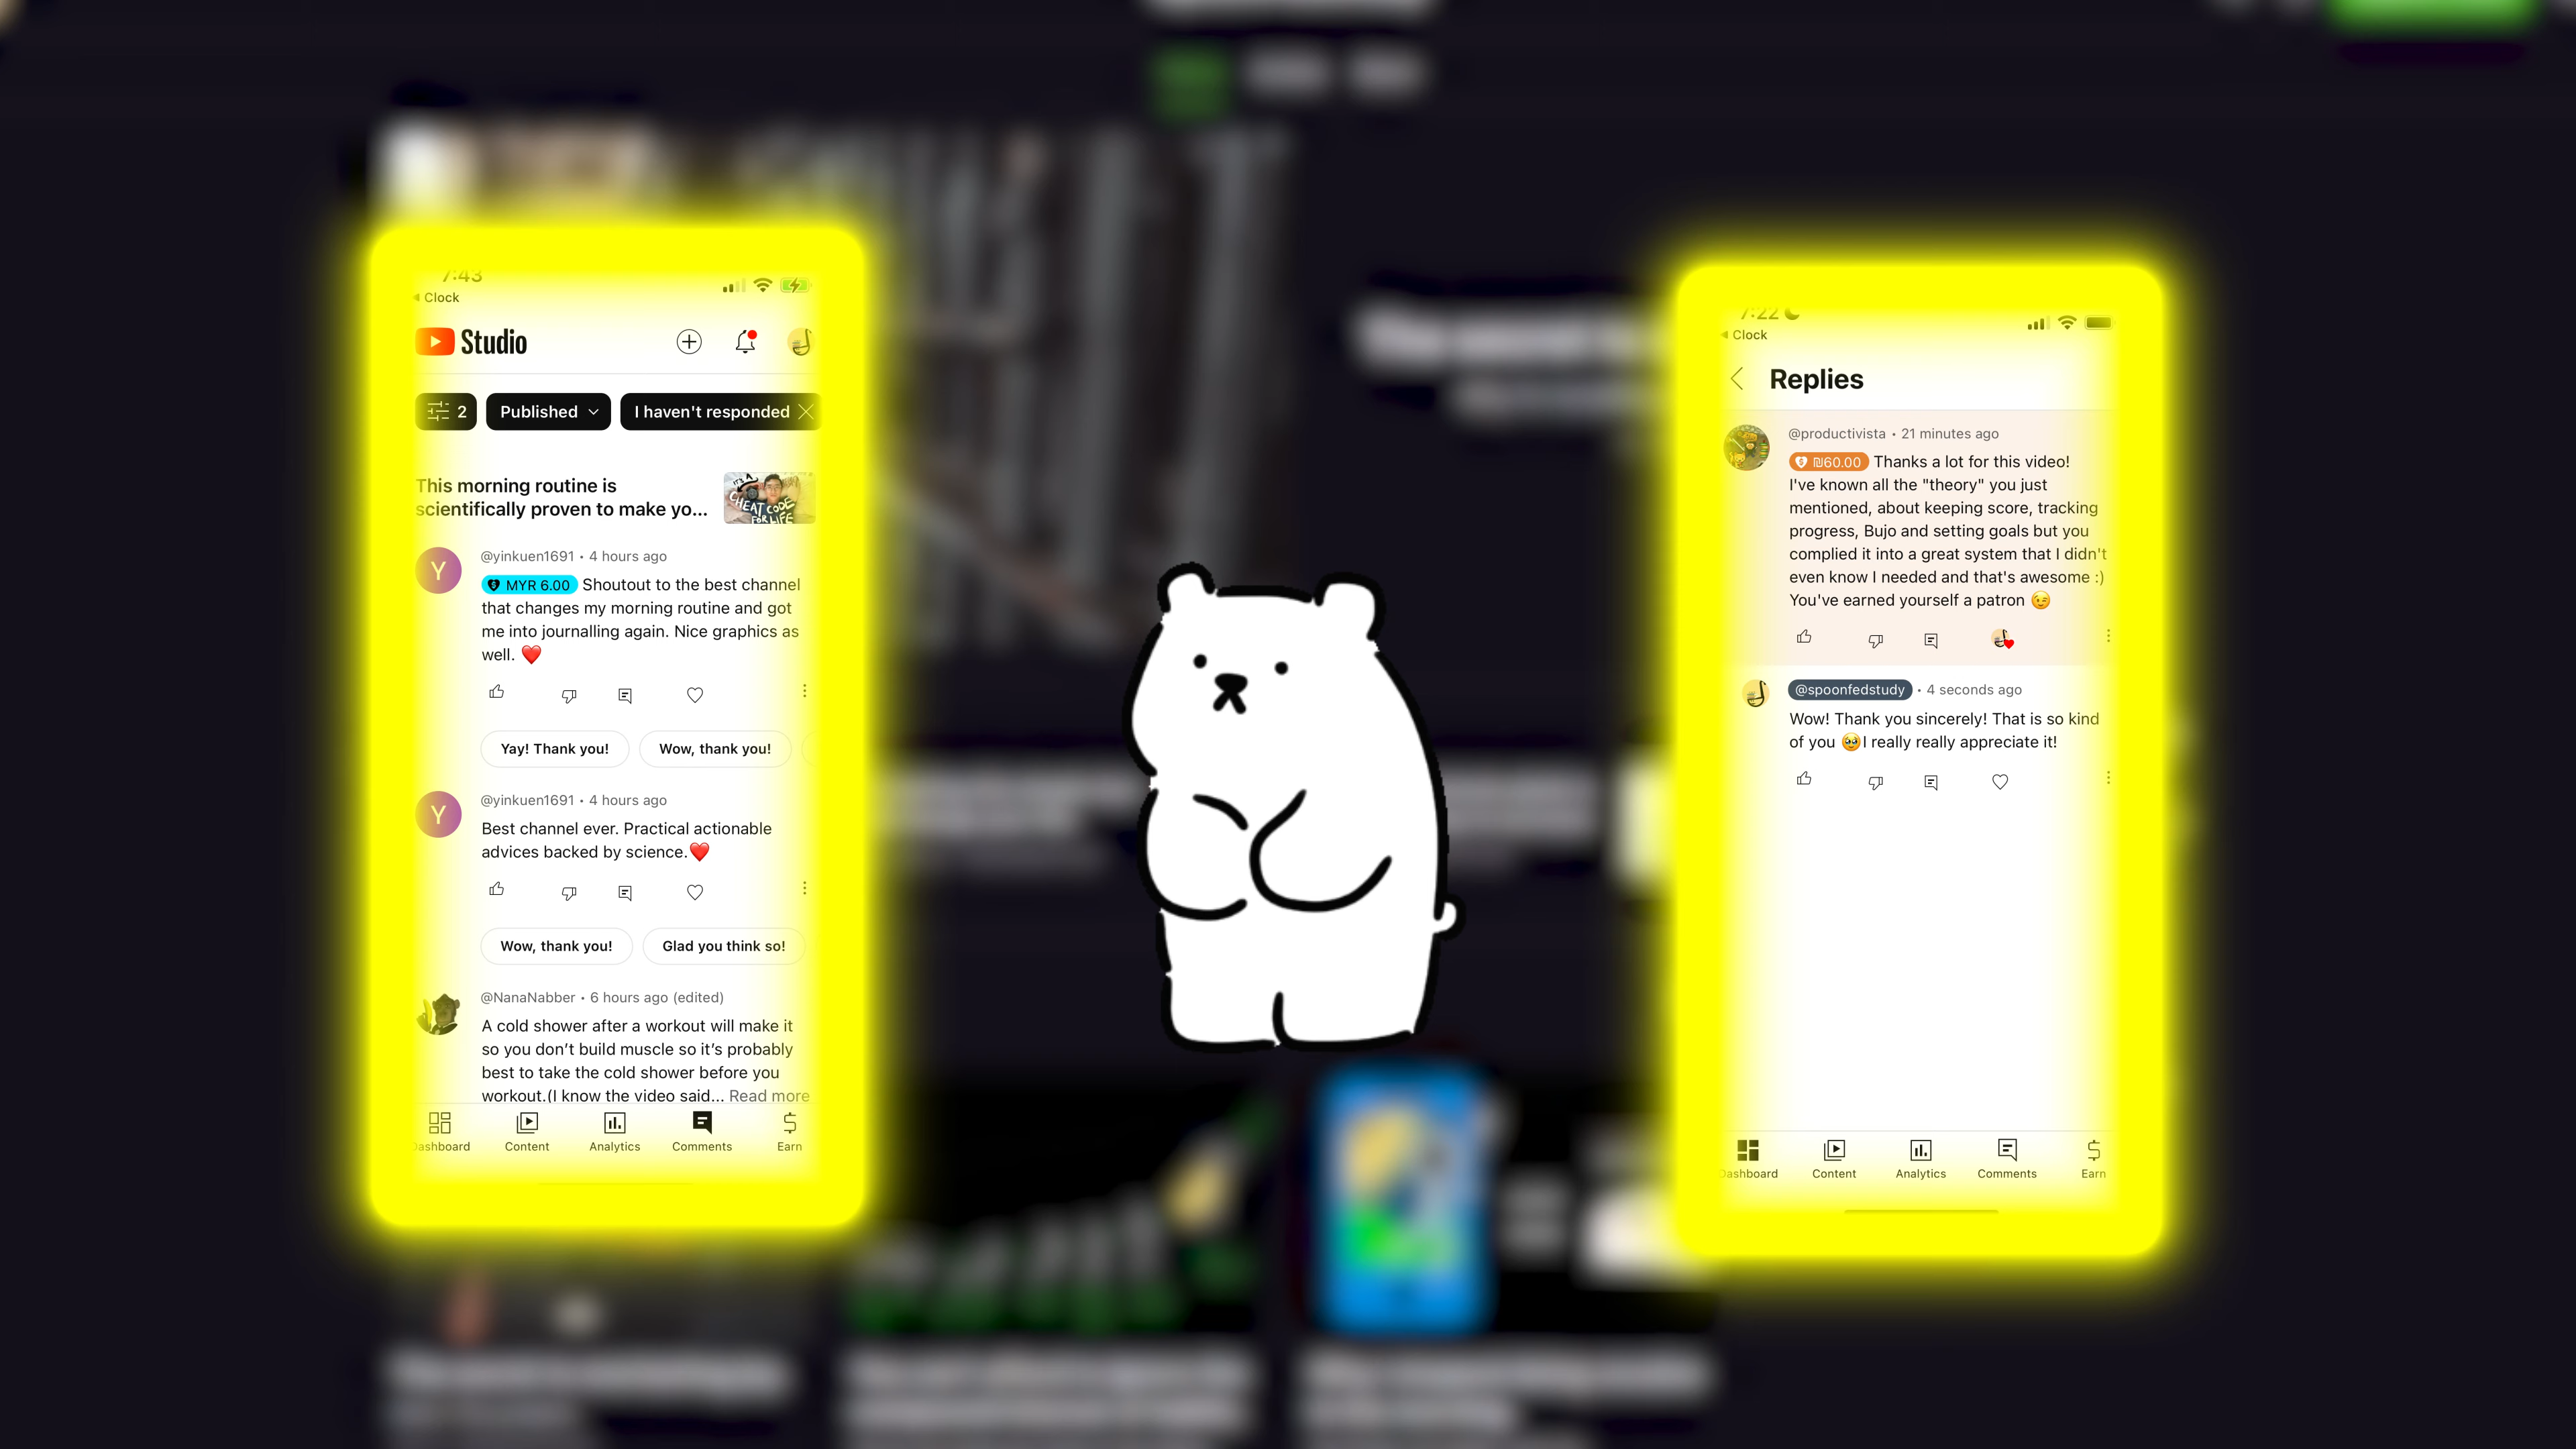 7:43
Clock
Studio
2
Published
I haven't responded
This morning routine is
scientifically proven to make yo...
IT'S A
CHEAT CODE
FOR LIFE
Y
@yinkuen1691 • 4 hours ago
MYR 6.00 Shoutout to the best channel
that changes my morning routine and got
me into journalling again. Nice graphics as
well. ❤️
Yay! Thank you!
Wow, thank you!
Y
@yinkuen1691 • 4 hours ago
Best channel ever. Practical actionable
advices backed by science.❤️
Wow, thank you!
Glad you think so!
@NanaNabber • 6 hours ago (edited)
A cold shower after a workout will make it
so you don’t build muscle so it’s probably
best to take the cold shower before you
workout.(I know the video said... Read more
Dashboard
Content
Analytics
Comments
Earn
7:22
Clock
Replies
@productivista • 21 minutes ago
₪60.00 Thanks a lot for this video!
I've known all the "theory" you just
mentioned, about keeping score, tracking
progress, Bujo and setting goals but you
complied it into a great system that I didn't
even know I needed and that's awesome :)
You've earned yourself a patron 😉
@spoonfedstudy • 4 seconds ago
Wow! Thank you sincerely! That is so kind
of you 🥹I really really appreciate it!
Dashboard
Content
Analytics
Comments
Earn